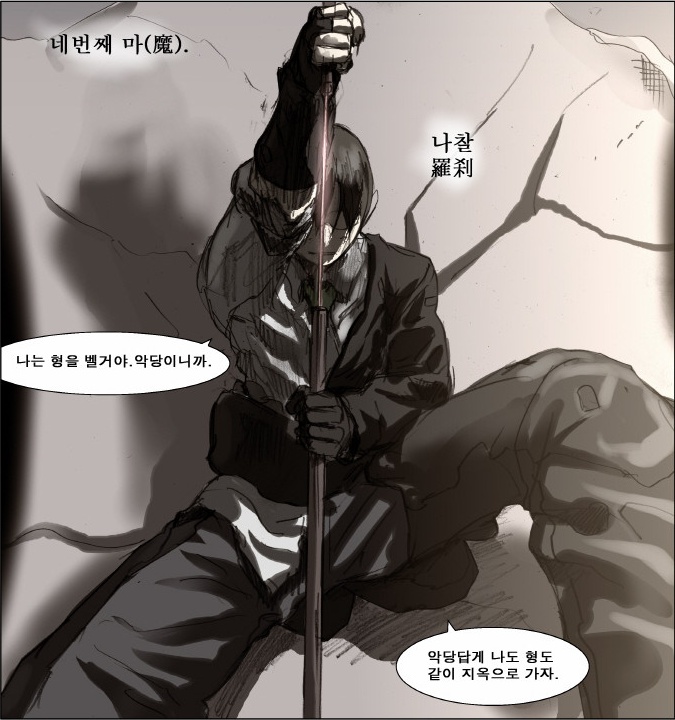 네번째 마(魔).
나찰
羅刹
나는 형을 벨거야.악당이니까.
악당답게 나도 형도
같이 지옥으로 가자.